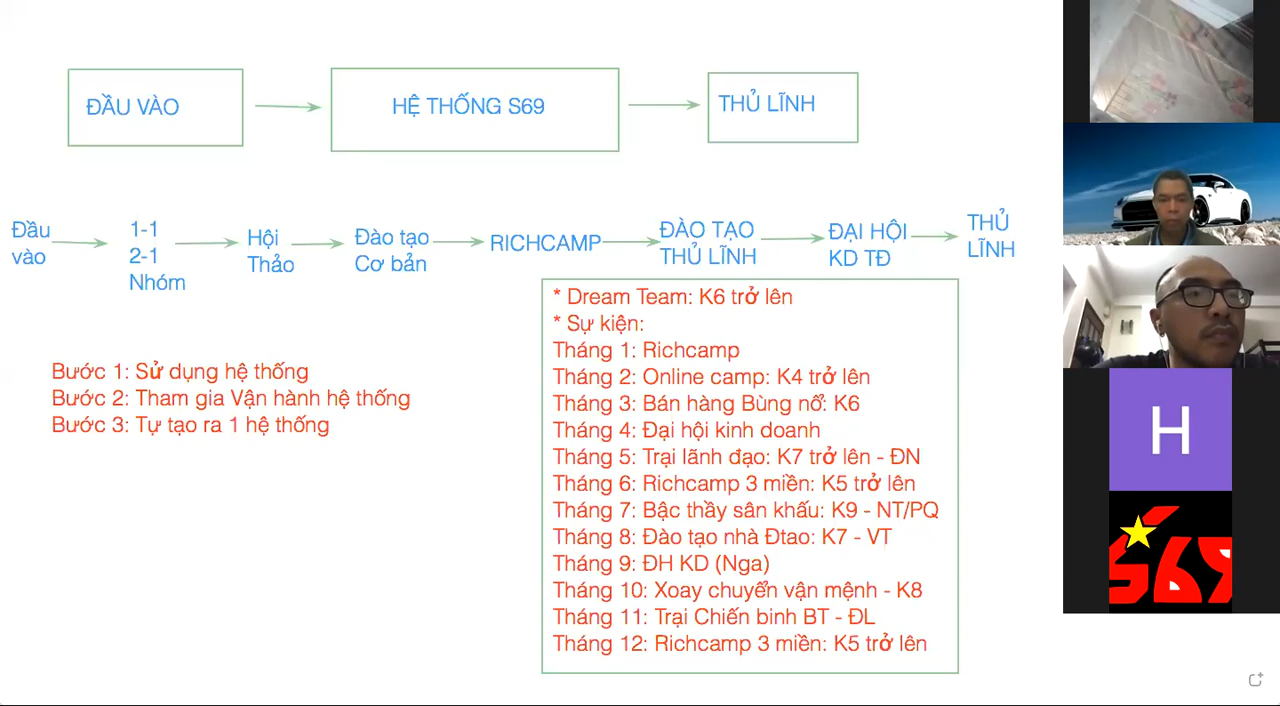 ĐẦU VÀO
HỆ THỐNG S69
THỦ LĨNH
Đầu
vào
1-1
2-1
Nhóm
Hội
Thảo
Đào tạo
Cơ bản
RICHCAMP
ĐÀO TẠO
THỦ LĨNH
ĐẠI HỘI
KD TĐ
THỦ
LĨNH
Bước 1: Sử dụng hệ thống
Bước 2: Tham gia Vận hành hệ thống
Bước 3: Tự tạo ra 1 hệ thống
* Dream Team: K6 trở lên
* Sự kiện:
Tháng 1: Richcamp
Tháng 2: Online camp: K4 trở lên
Tháng 3: Bán hàng Bùng nổ: K6
Tháng 4: Đại hội kinh doanh
Tháng 5: Trại lãnh đạo: K7 trở lên - ĐN
Tháng 6: Richcamp 3 miền: K5 trở lên
Tháng 7: Bậc thầy sân khấu: K9 - NT/PQ
Tháng 8: Đào tạo nhà Đtao: K7 - VT
Tháng 9: ĐH KD (Nga)
Tháng 10: Xoay chuyển vận mệnh - K8
Tháng 11: Trại Chiến binh BT - ĐL
Tháng 12: Richcamp 3 miền: K5 trở lên
H
S69